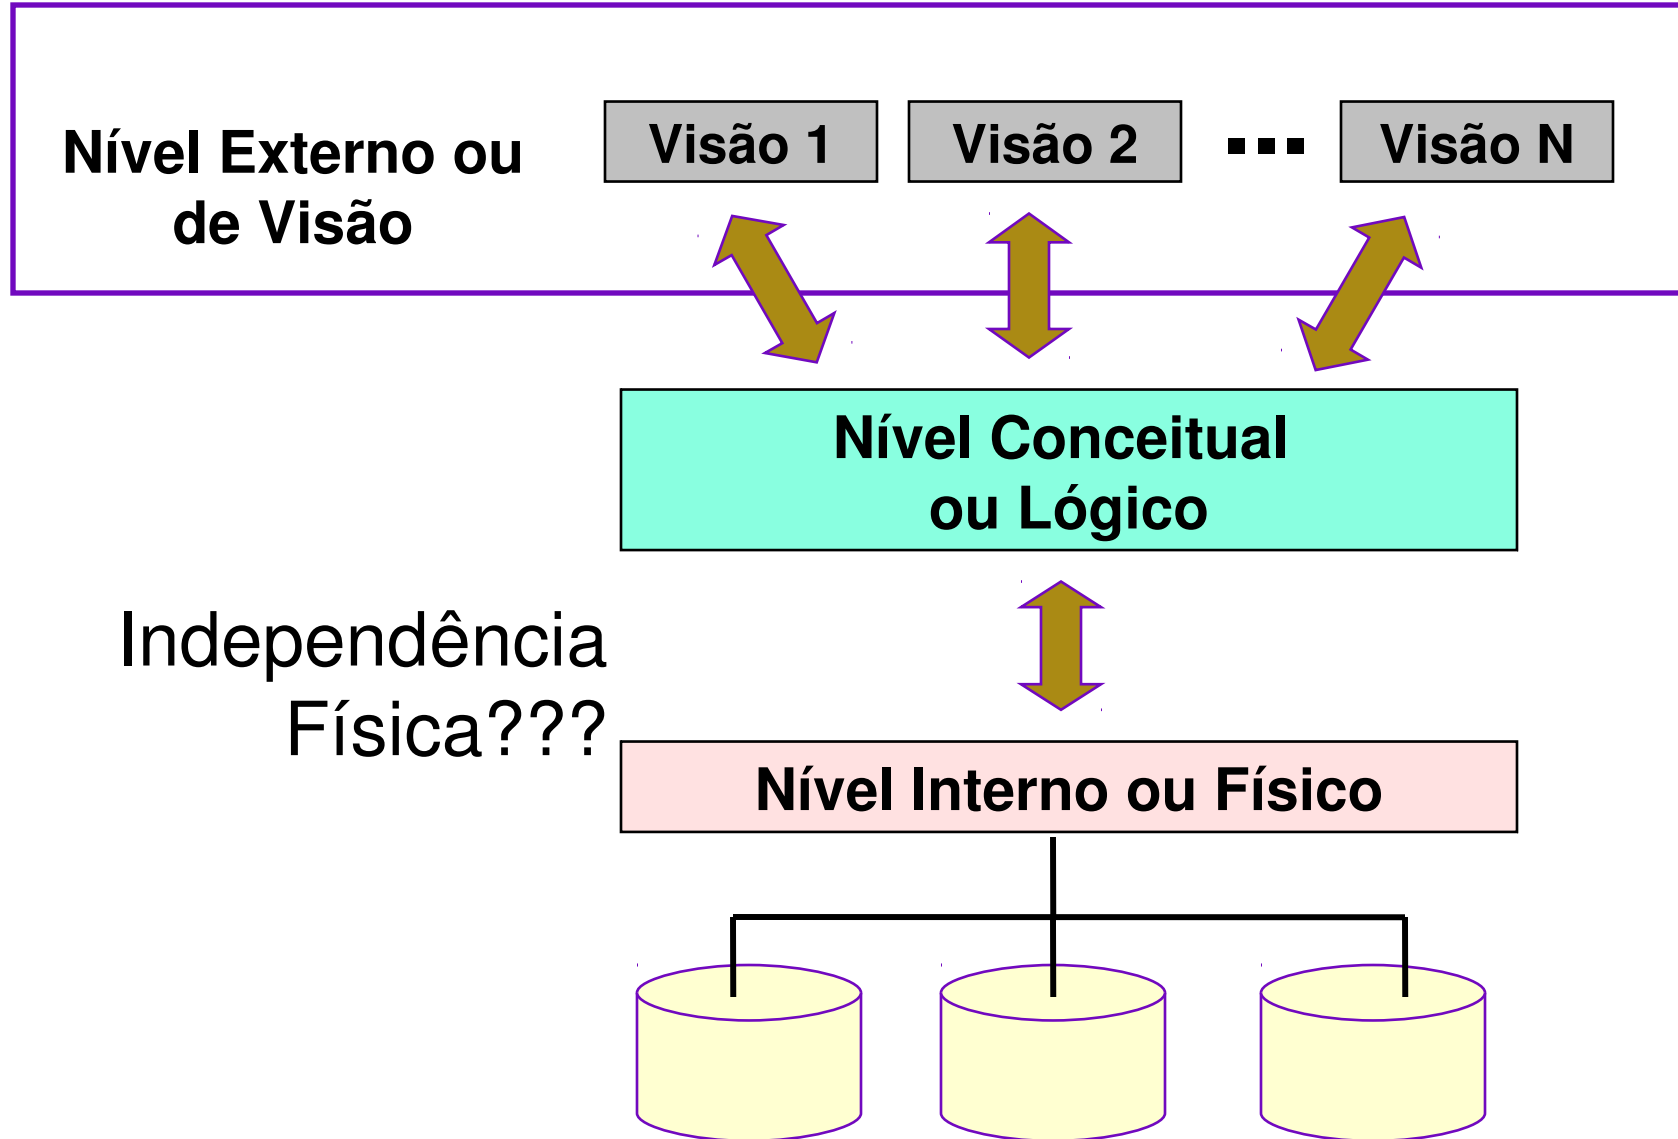 Nível Externo ou
de Visão
Visão 1
Visão 2
Visão N
Nível Conceitual
ou Lógico
Independência
Física???
Nível Interno ou Físico